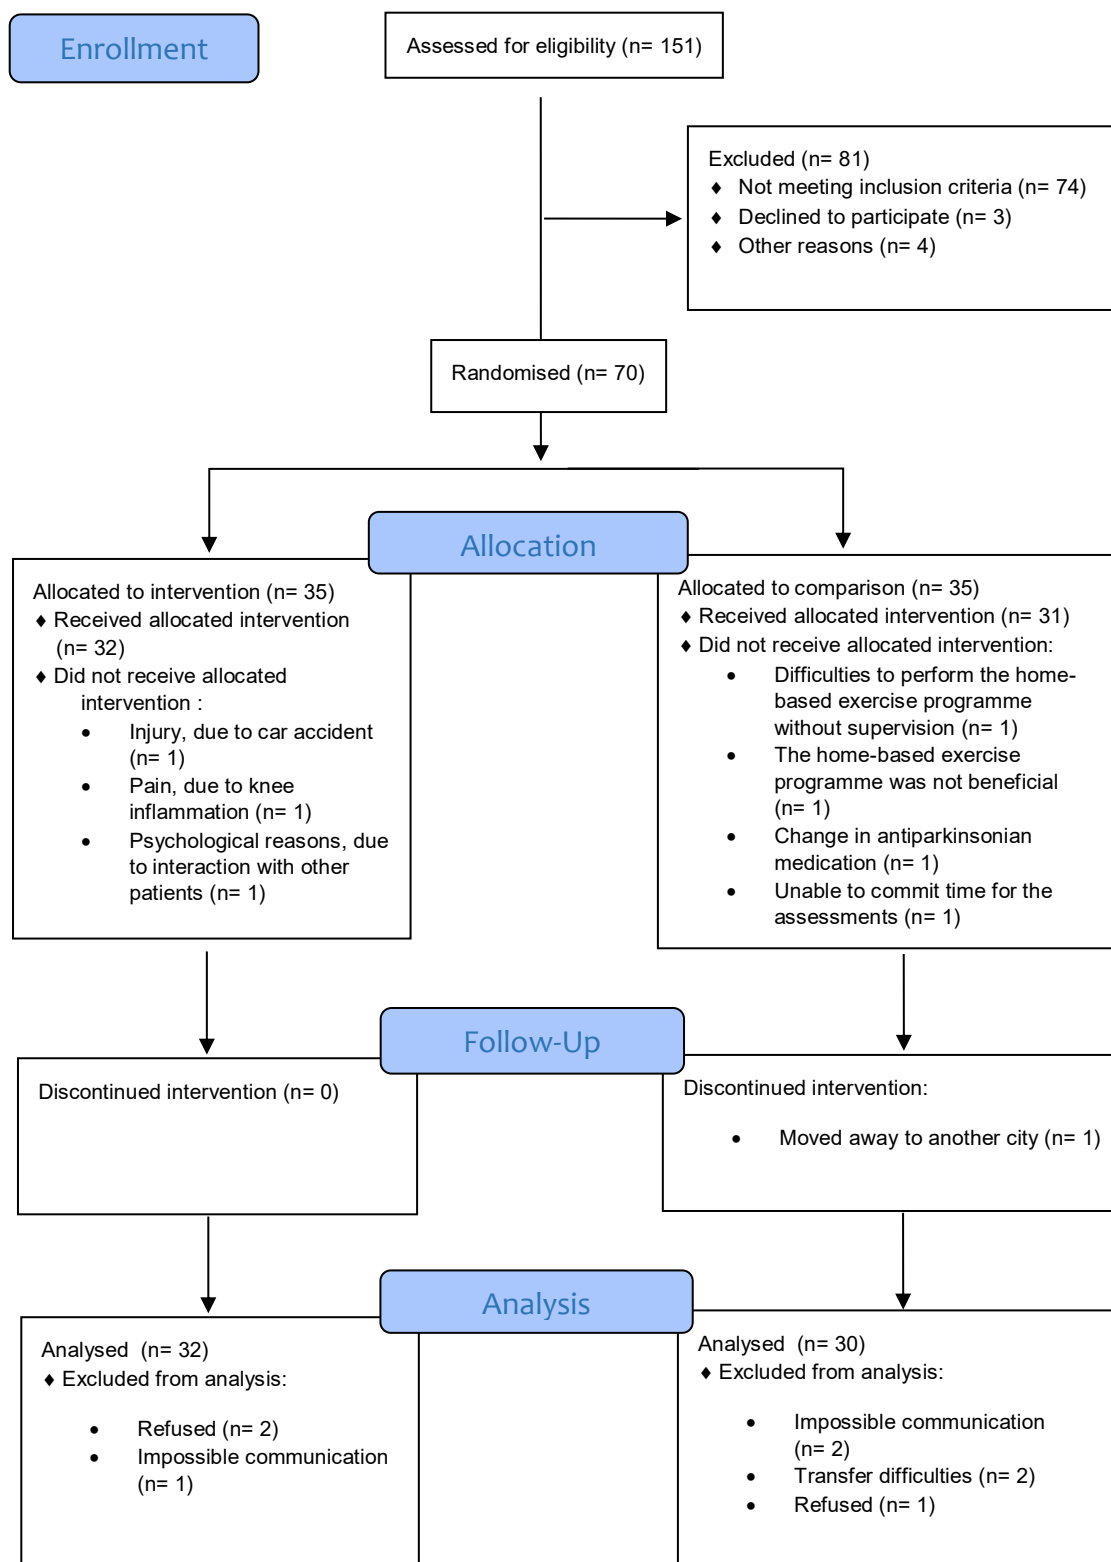 Enrollment
Assessed for eligibility (n= 151)
Excluded (n= 81)
♦ Not meeting inclusion criteria (n= 74)
♦ Declined to participate (n= 3)
♦ Other reasons (n= 4)
Randomised (n= 70)
Allocation
Allocated to intervention (n= 35)
♦ Received allocated intervention
(n= 32)
♦ Did not receive allocated
intervention :
• Injury, due to car accident
(n= 1)
• Pain, due to knee
inflammation (n= 1)
• Psychological reasons, due
to interaction with other
patients (n= 1)
Allocated to comparison (n= 35)
♦ Received allocated intervention (n= 31)
♦ Did not receive allocated intervention:
• Difficulties to perform the home-
based exercise programme
without supervision (n= 1)
• The home-based exercise
programme was not beneficial
(n= 1)
• Change in antiparkinsonian
medication (n= 1)
• Unable to commit time for the
assessments (n= 1)
Follow-Up
Discontinued intervention (n= 0)
Discontinued intervention:
• Moved away to another city (n= 1)
Analysis
Analysed (n= 32)
♦ Excluded from analysis:
• Refused (n= 2)
• Impossible communication
(n= 1)
Analysed (n= 30)
♦ Excluded from analysis:
• Impossible communication
(n= 2)
• Transfer difficulties (n= 2)
• Refused (n= 1)